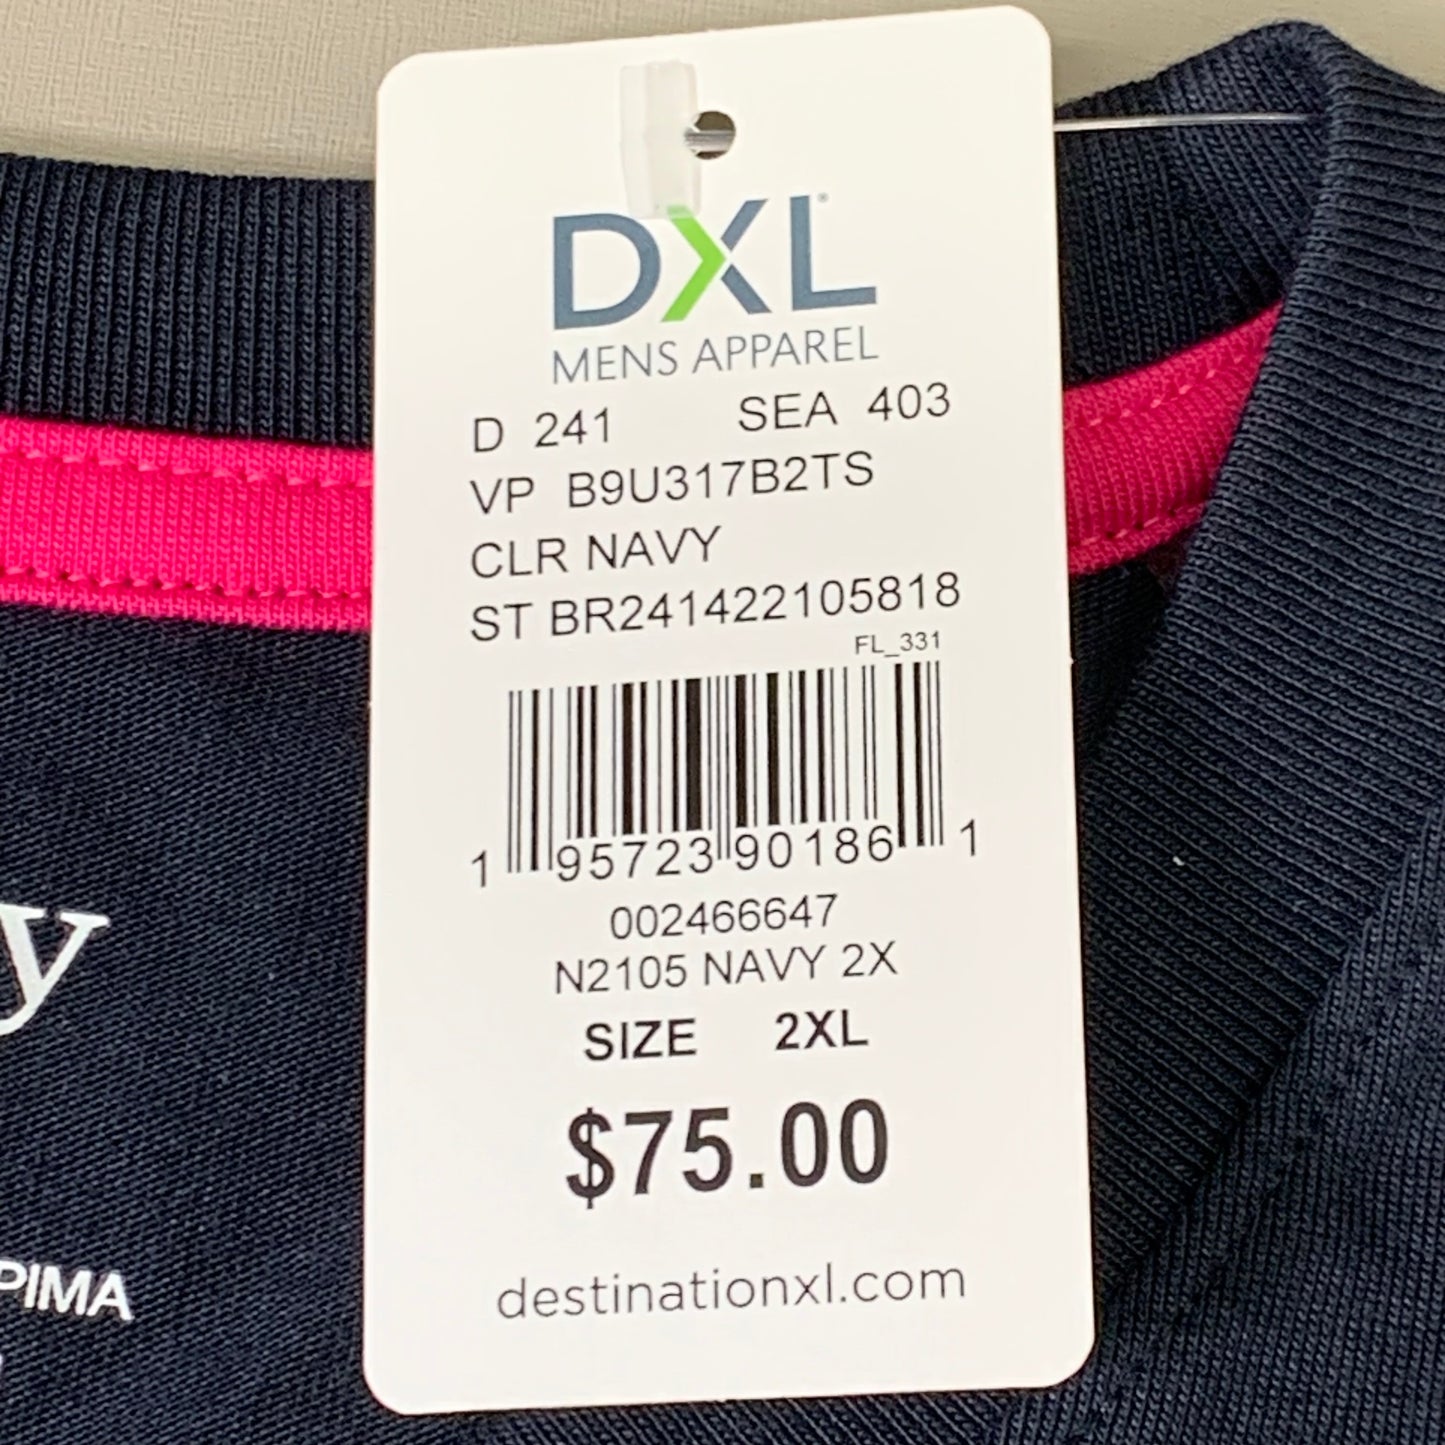 DXL
MENS APPAREL
D 241 SEA 403
VP B9U317B2TS
CLR NAVY
ST BR241422105818
FL_331
1 95723 90186 1
002466647
N2105 NAVY 2X
SIZE 2XL
$75.00
destinationxl.com
y
PIMA